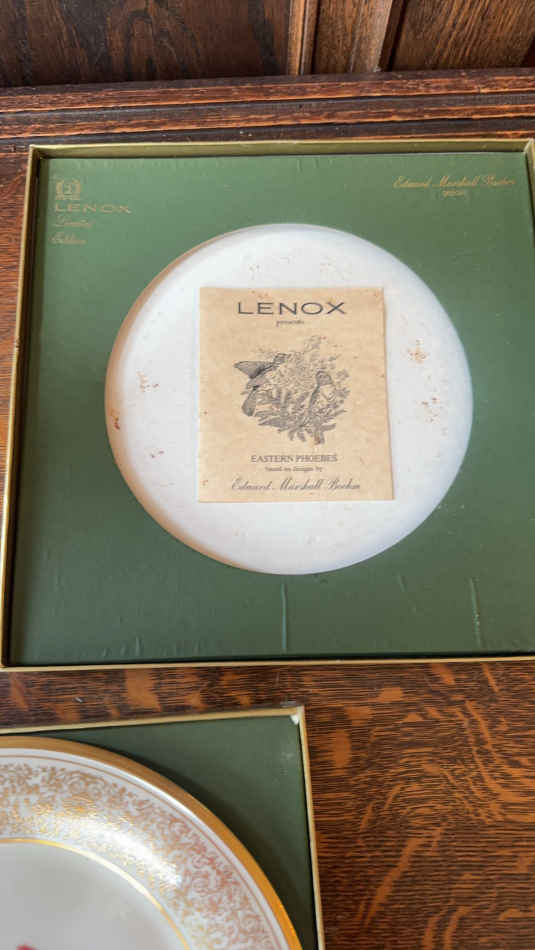 LENOX
Limited
Edition
Edward Marshall Boehm
LENOX
presents
EASTERN PHOEBES
based on designs by
Edward Marshall Boehm